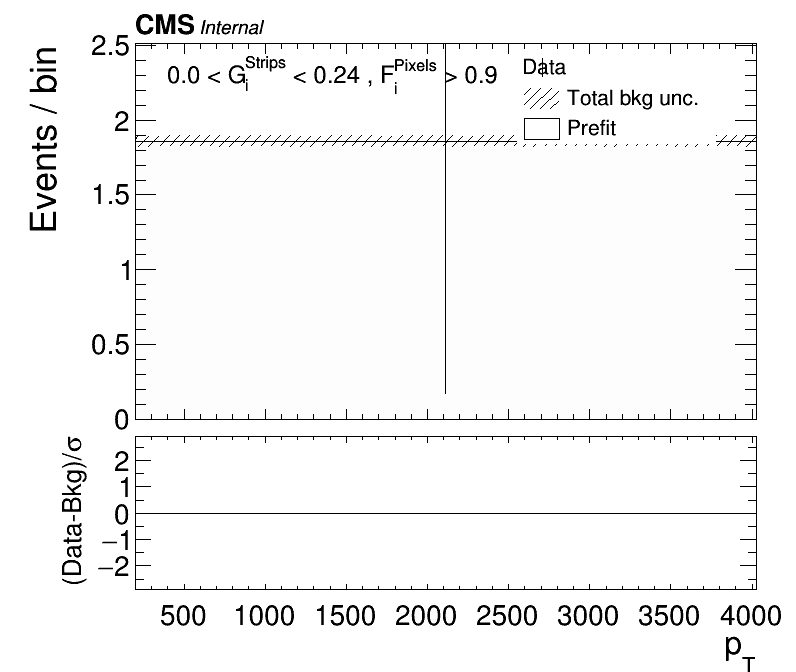 CMS Internal
0.0 < G_i^Strips < 0.24 , F_i^Pixels > 0.9
Data
Total bkg unc.
Prefit
Events / bin
2.5
2
1.5
1
0.5
0
(Data-Bkg)/σ
2
1
0
−1
−2
500 1000 1500 2000 2500 3000 3500 4000
p_T